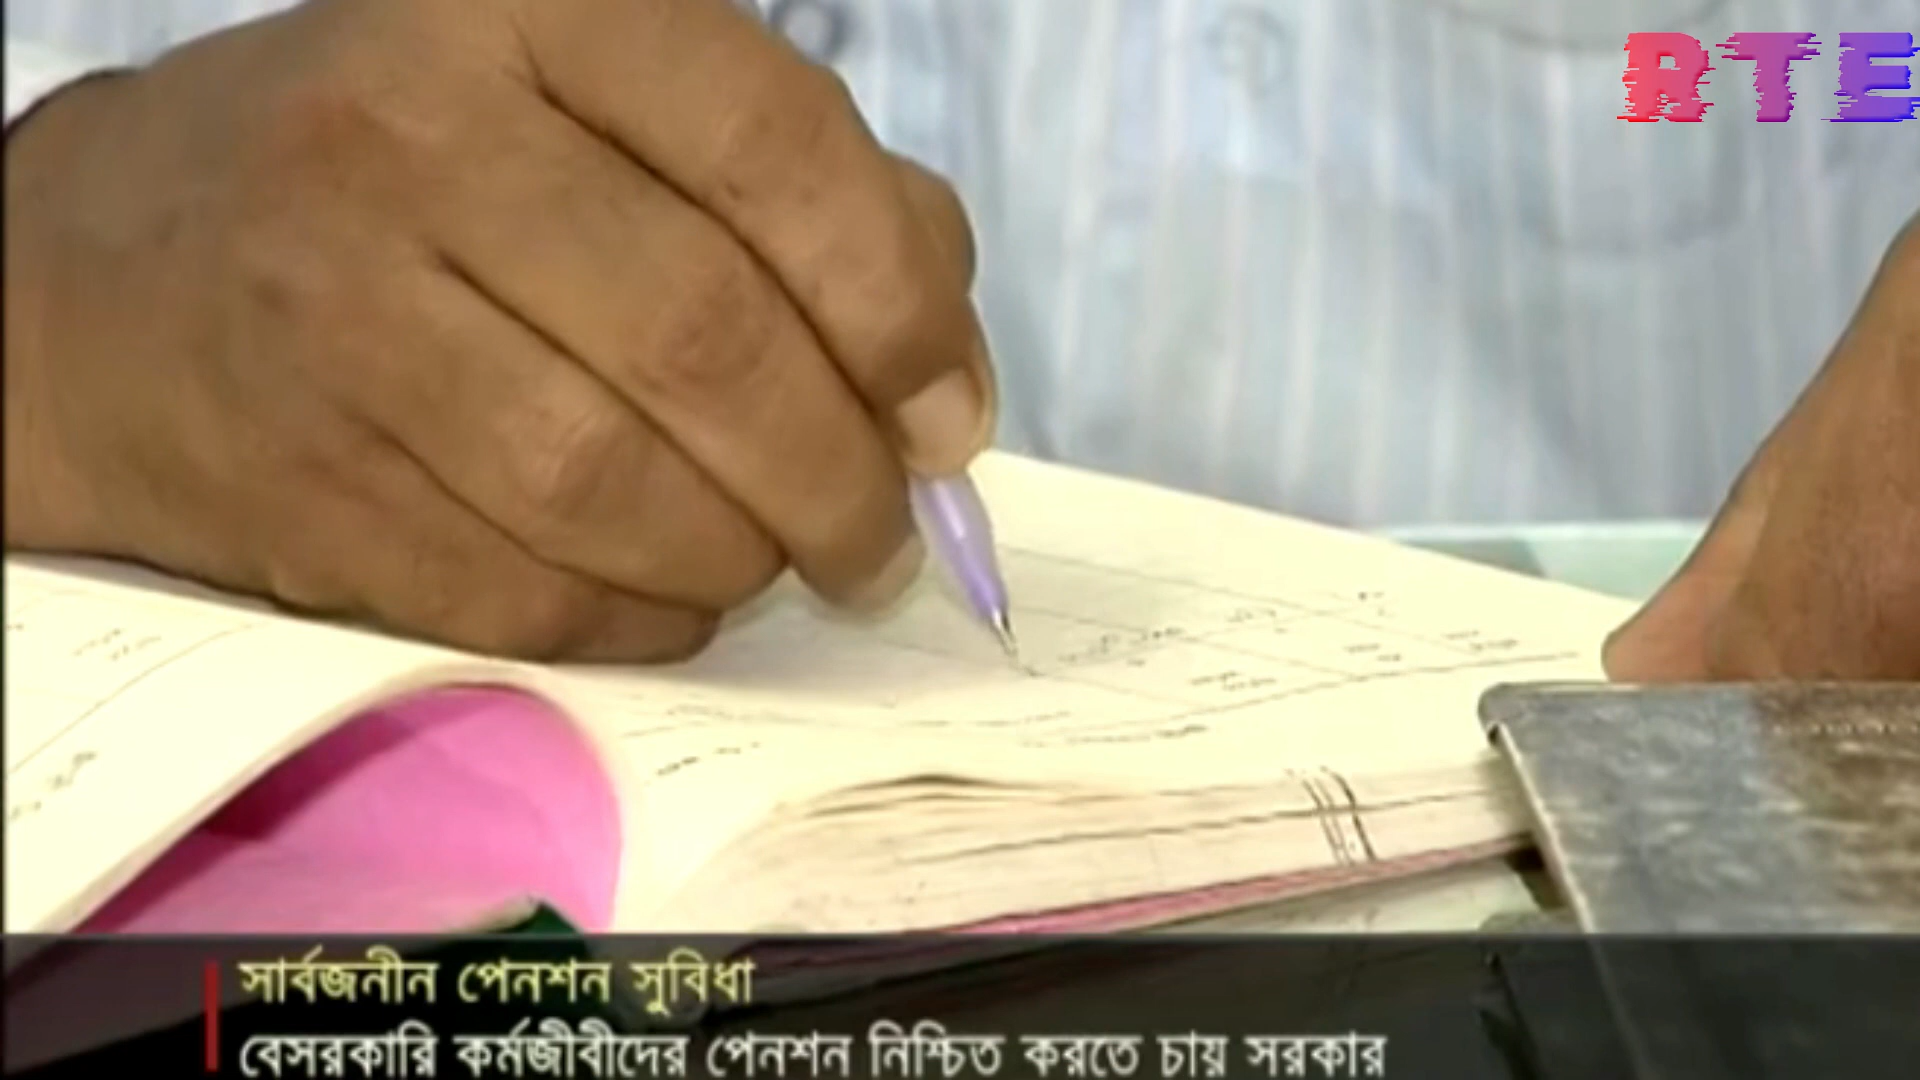 RTE
সার্বজনীন পেনশন সুবিধা
বেসরকারি কর্মজীবীদের পেনশন নিশ্চিত করতে চায় সরকার